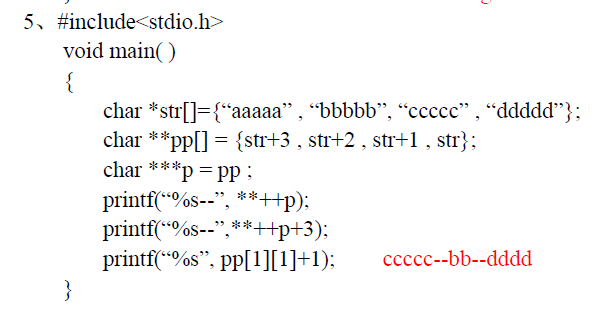 5、#include<stdio.h>
void main( )
{
char *str[]={“aaaaa” , “bbbbb”, “ccccc” , “ddddd”};
char **pp[] = {str+3 , str+2 , str+1 , str};
char ***p = pp ;
printf(“%s--”, **++p);
printf(“%s--”,**++p+3);
printf(“%s”, pp[1][1]+1); ccccc--bb--dddd
}